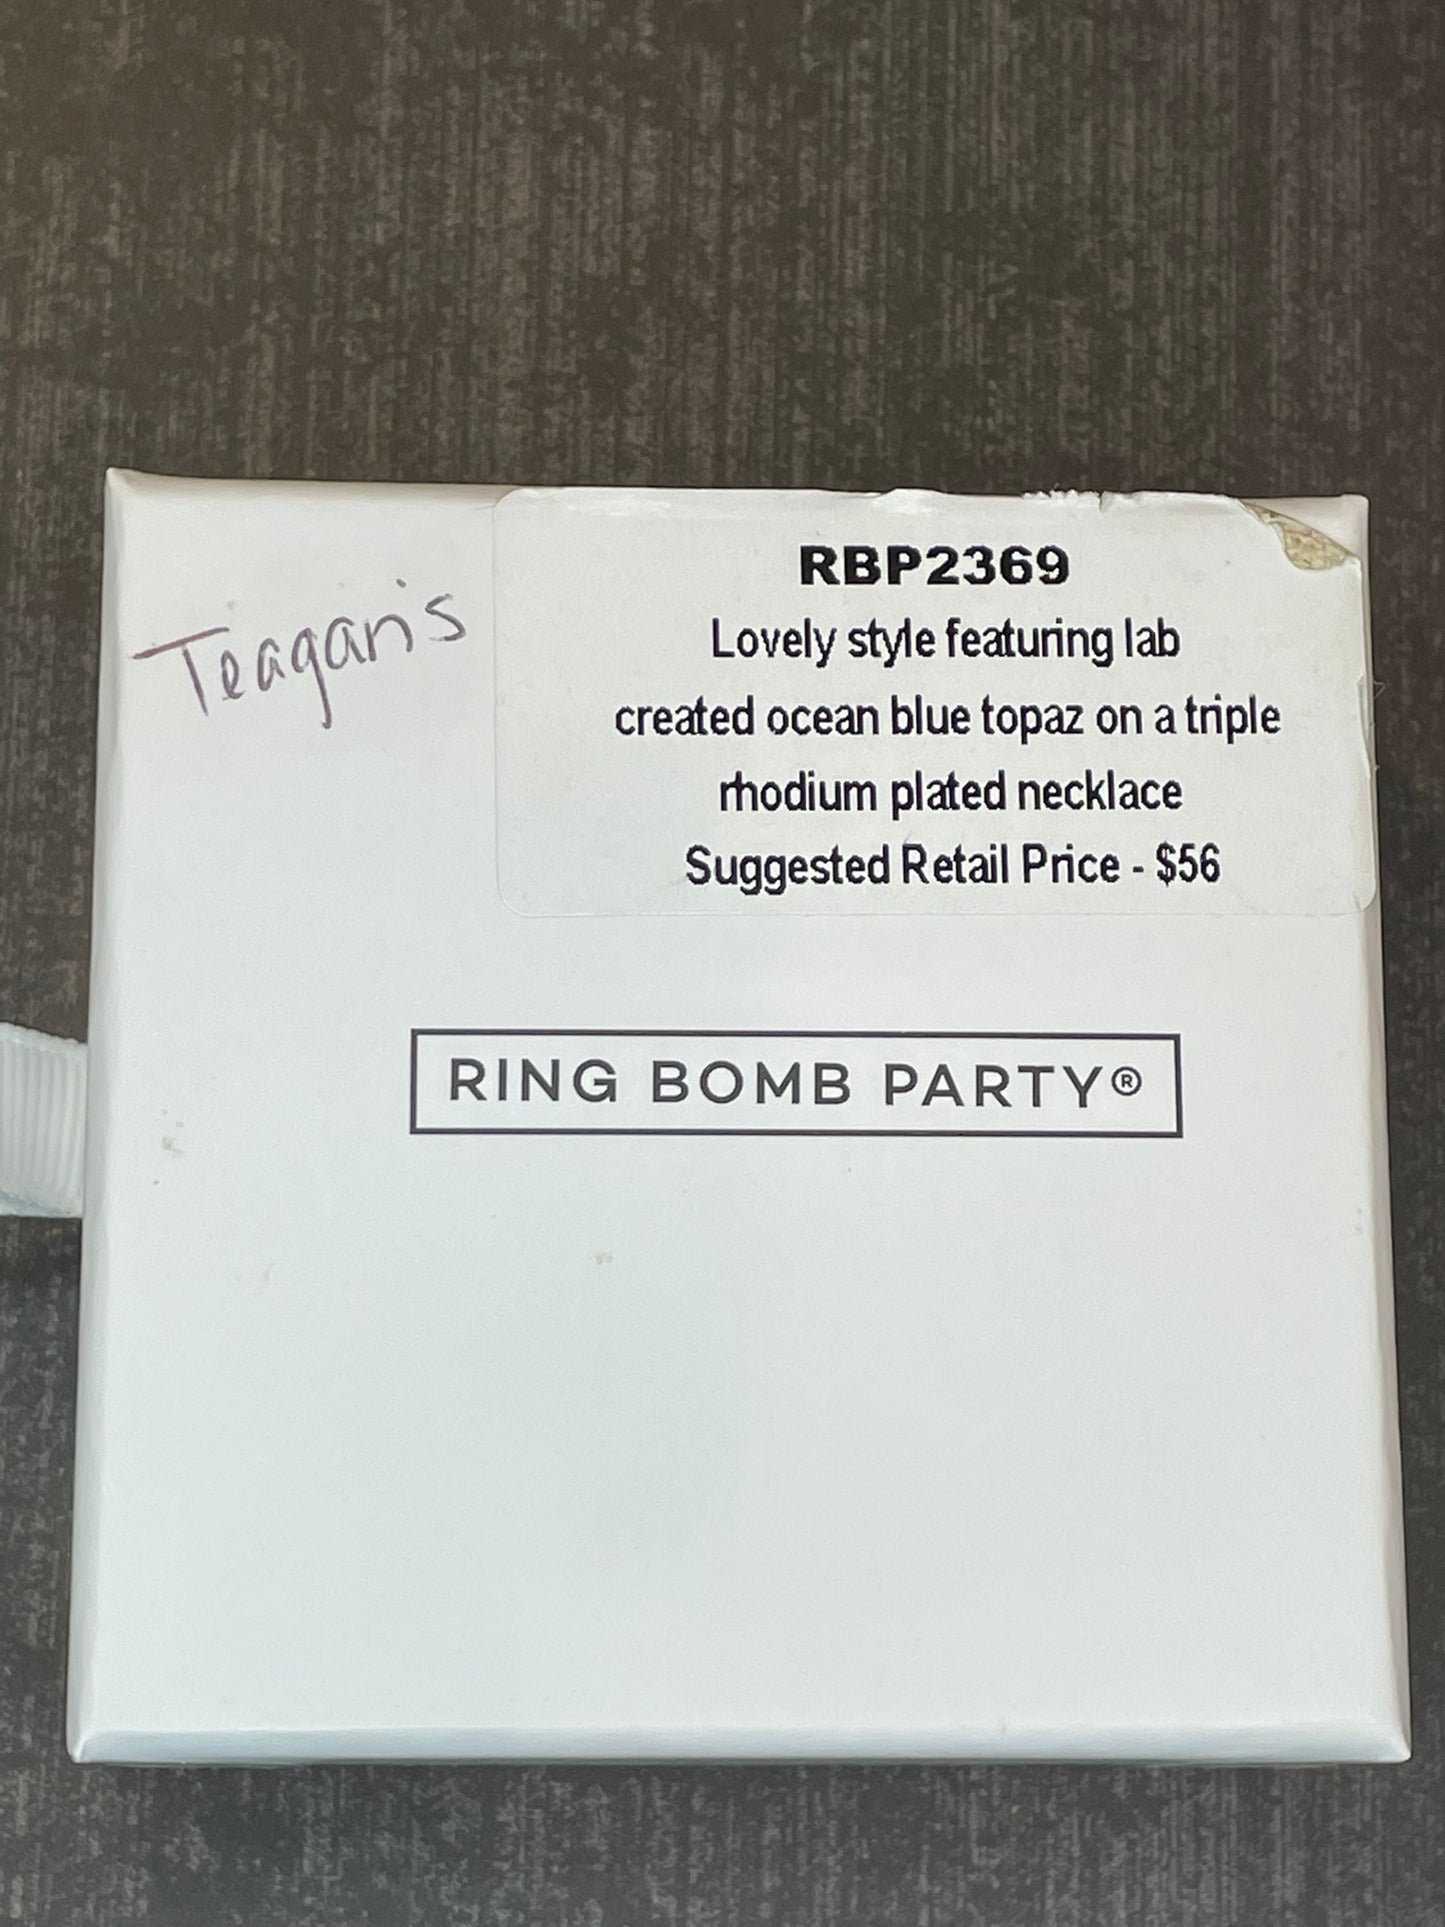 Teagan's
RBP2369
Lovely style featuring lab
created ocean blue topaz on a triple
rhodium plated necklace
Suggested Retail Price - $56
RING BOMB PARTY®